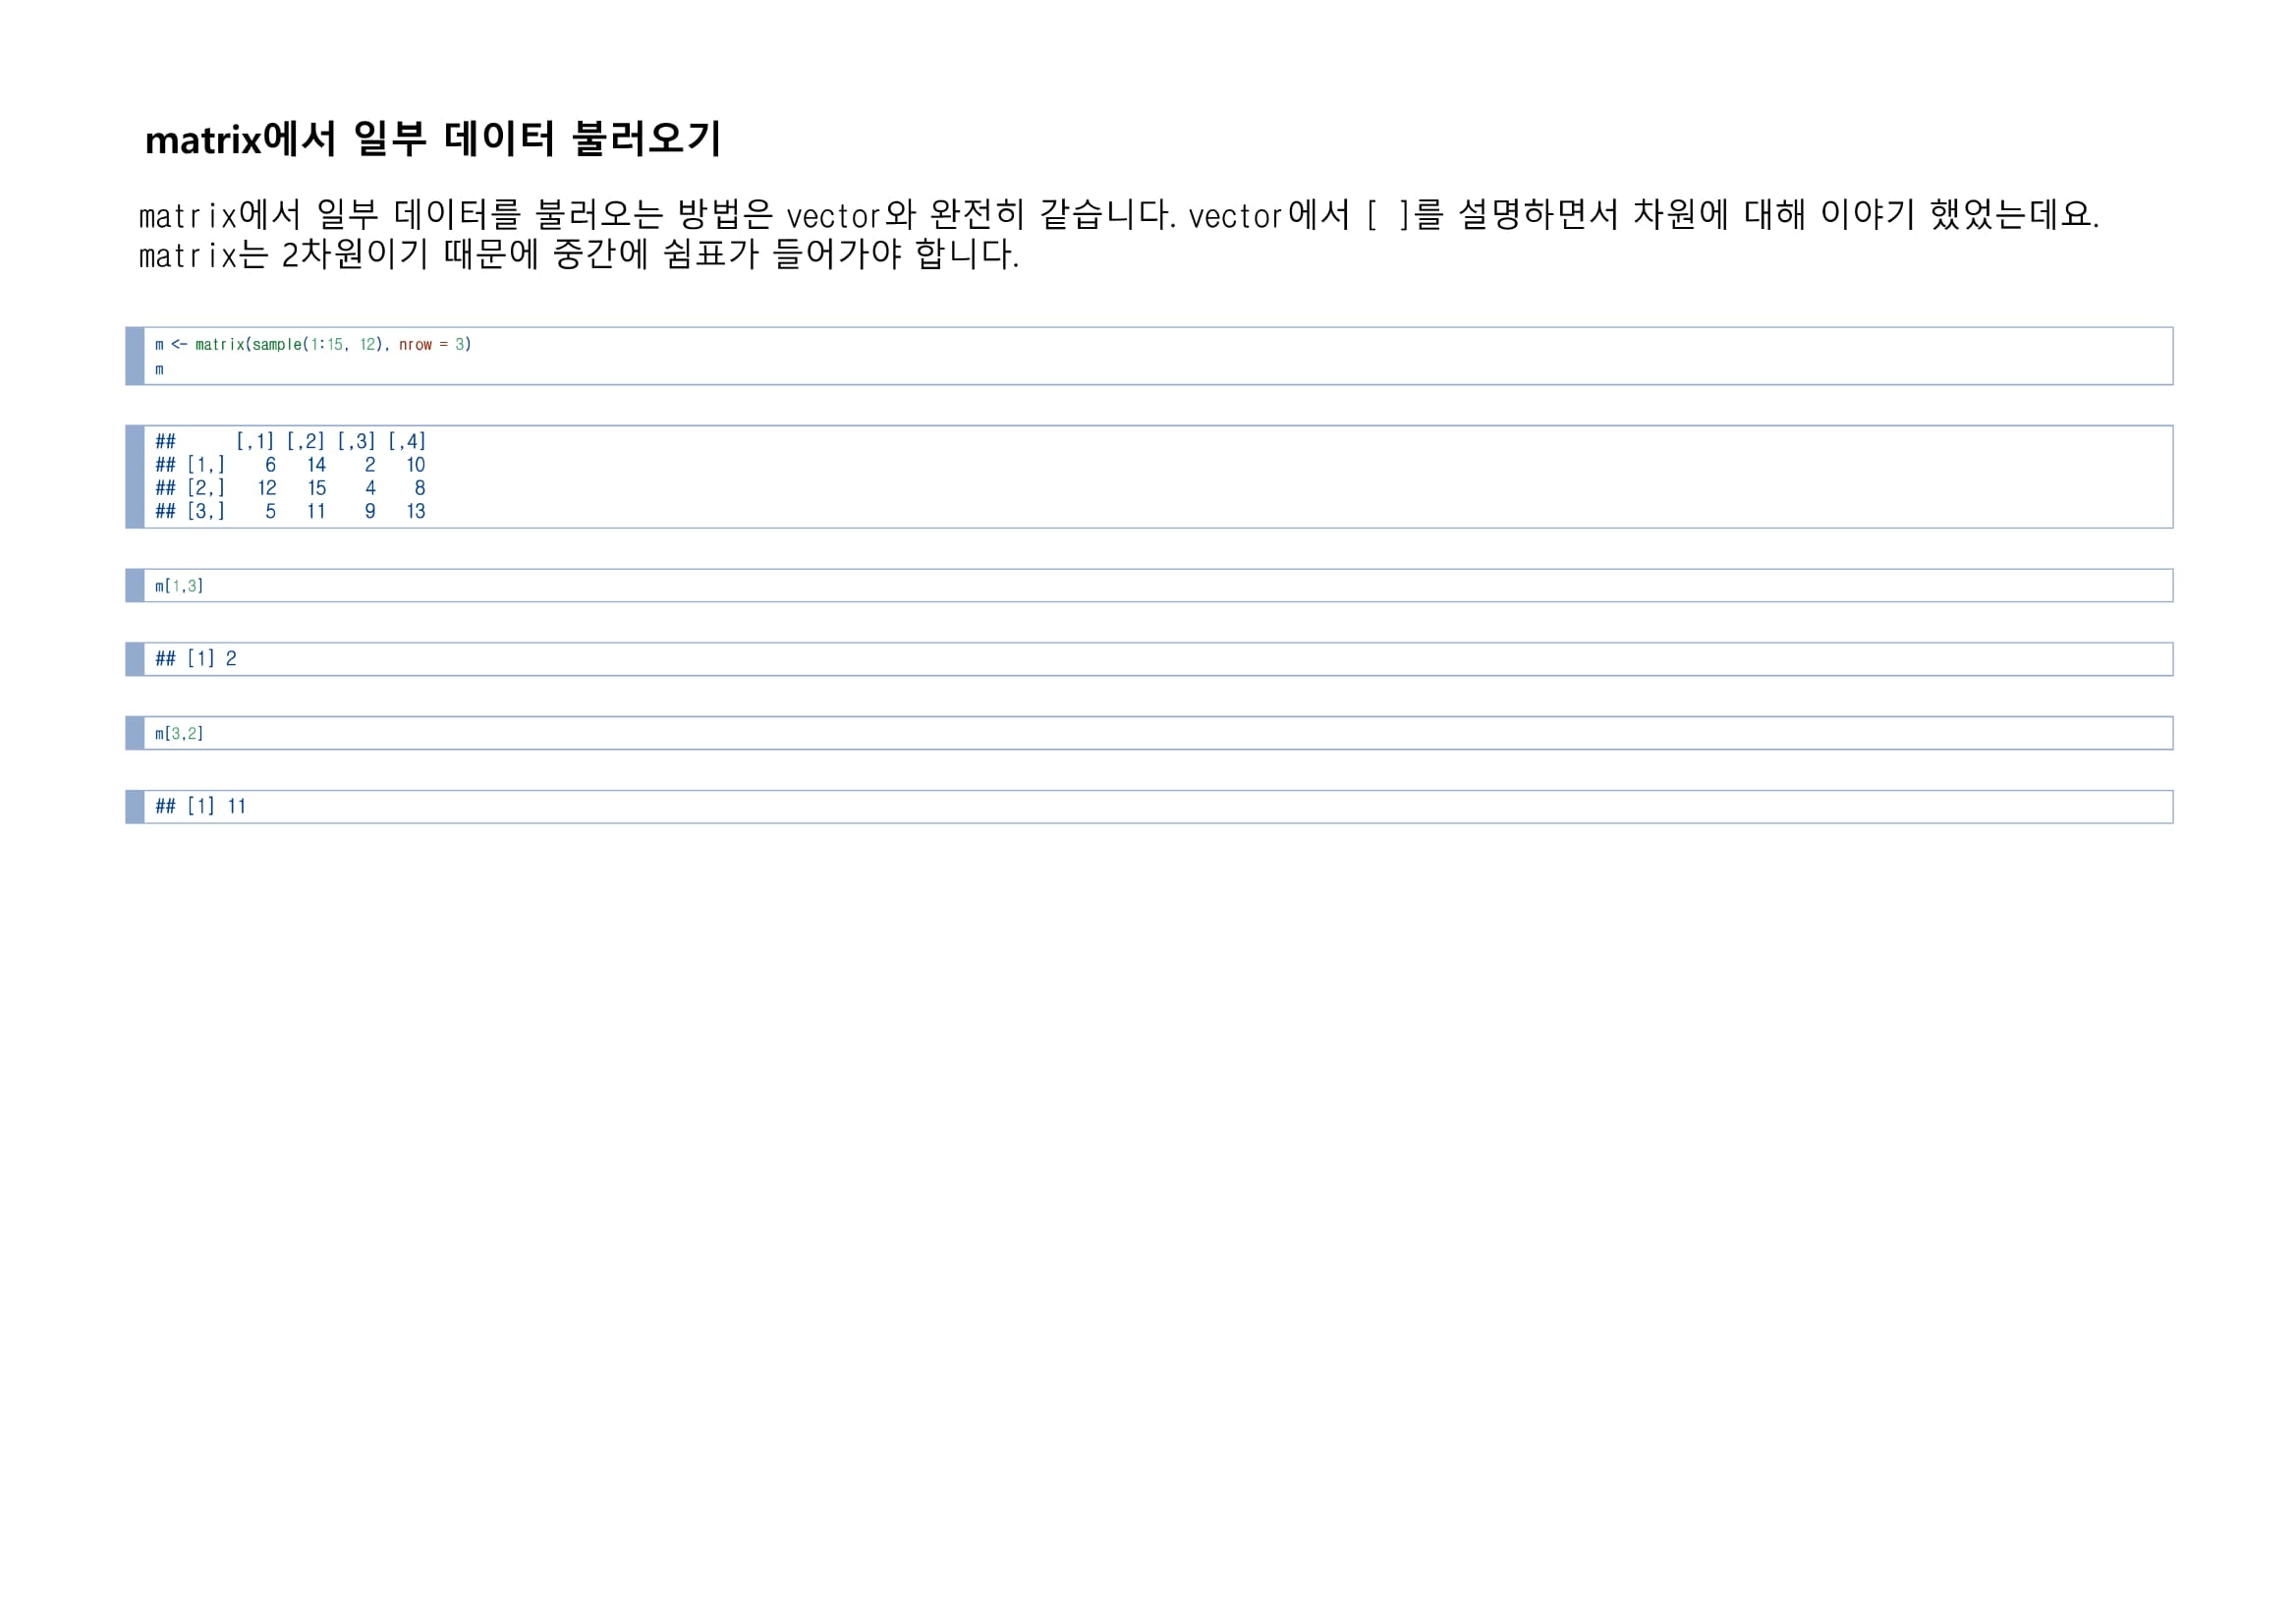 matrix에서 일부 데이터 불러오기
matrix에서 일부 데이터를 불러오는 방법은 vector와 완전히 같습니다. vector에서 [ ]를 설명하면서 차원에 대해 이야기 했었는데요.
matrix는 2차원이기 때문에 중간에 쉼표가 들어가야 합니다.
m <- matrix(sample(1:15, 12), nrow = 3)
m
##      [,1] [,2] [,3] [,4]
## [1,]    6   14    2   10
## [2,]   12   15    4    8
## [3,]    5   11    9   13
m[1,3]
## [1] 2
m[3,2]
## [1] 11